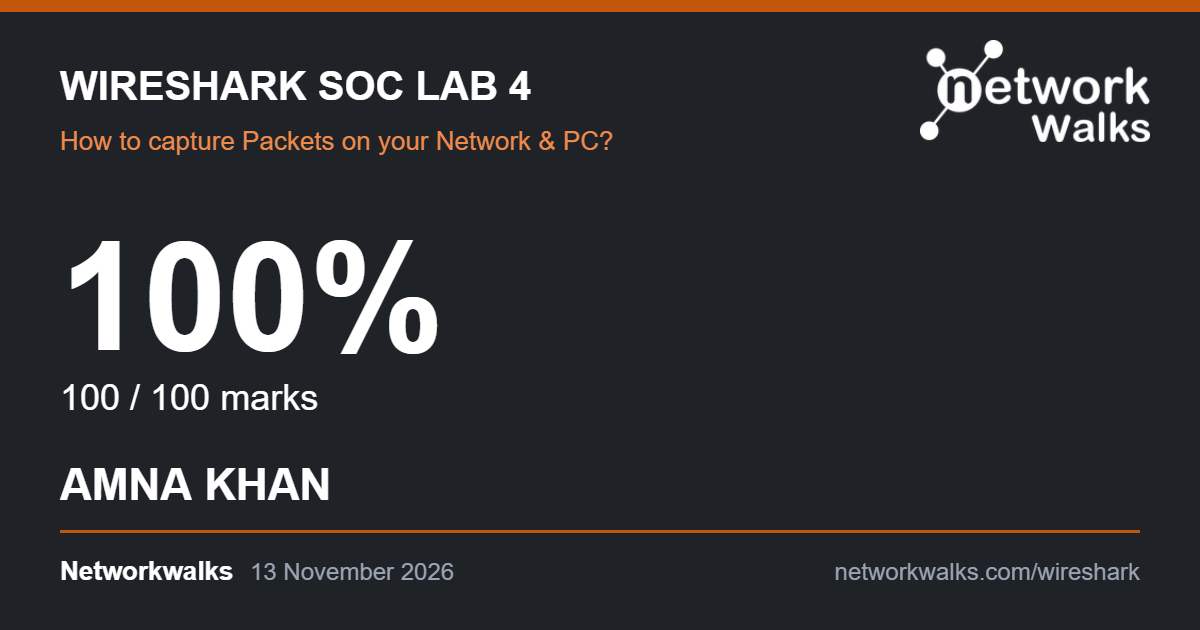 WIRESHARK SOC LAB 4
How to capture Packets on your Network & PC?
network
walks
100%
100 / 100 marks
AMNA KHAN
Networkwalks 13 November 2026
networkwalks.com/wireshark